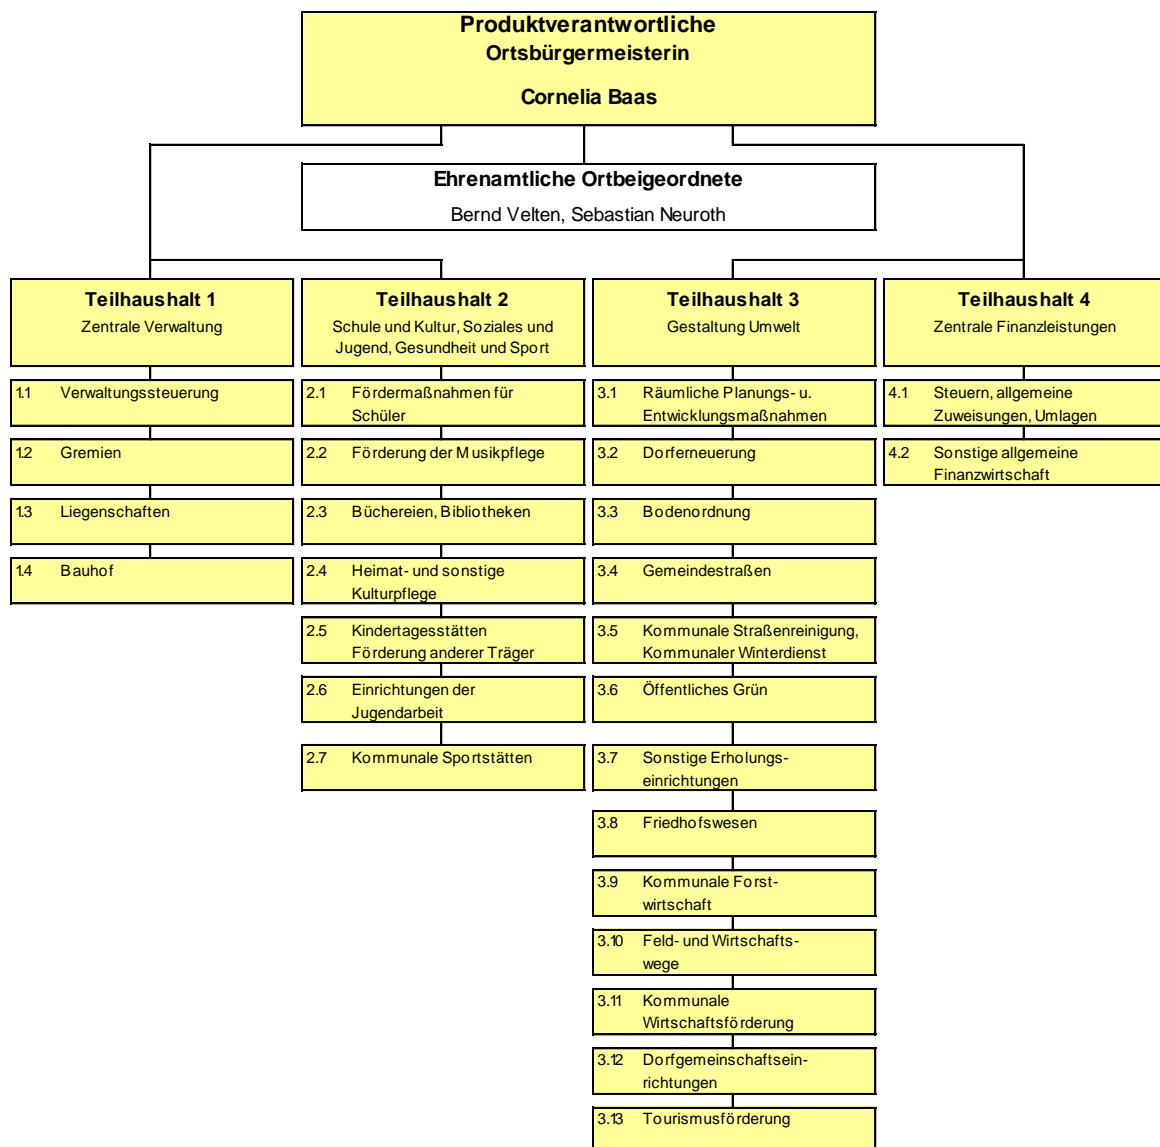 Produktverantwortliche
Ortsbürgermeisterin
Cornelia Baas
Ehrenamtliche Ortbeigeordnete
Bernd Velten, Sebastian Neuroth
Teilhaushalt 1
Zentrale Verwaltung
1.1 Verwaltungssteuerung
1.2 Gremien
1.3 Liegenschaften
1.4 Bauhof
Teilhaushalt 2
Schule und Kultur, Soziales und
Jugend, Gesundheit und Sport
2.1 Fördermaßnahmen für
Schüler
2.2 Förderung der Musikpflege
2.3 Büchereien, Bibliotheken
2.4 Heimat- und sonstige
Kulturpflege
2.5 Kindertagesstätten
Förderung anderer Träger
2.6 Einrichtungen der
Jugendarbeit
2.7 Kommunale Sportstätten
Teilhaushalt 3
Gestaltung Umwelt
3.1 Räumliche Planungs- u.
Entwicklungsmaßnahmen
3.2 Dorferneuerung
3.3 Bodenordnung
3.4 Gemeindestraßen
3.5 Kommunale Straßenreinigung,
Kommunaler Winterdienst
3.6 Öffentliches Grün
3.7 Sonstige Erholungs-
einrichtungen
3.8 Friedhofswesen
3.9 Kommunale Forst-
wirtschaft
3.10 Feld- und Wirtschafts-
wege
3.11 Kommunale
Wirtschaftsförderung
3.12 Dorfgemeinschaftsein-
richtungen
3.13 Tourismusförderung
Teilhaushalt 4
Zentrale Finanzleistungen
4.1 Steuern, allgemeine
Zuweisungen, Umlagen
4.2 Sonstige allgemeine
Finanzwirtschaft